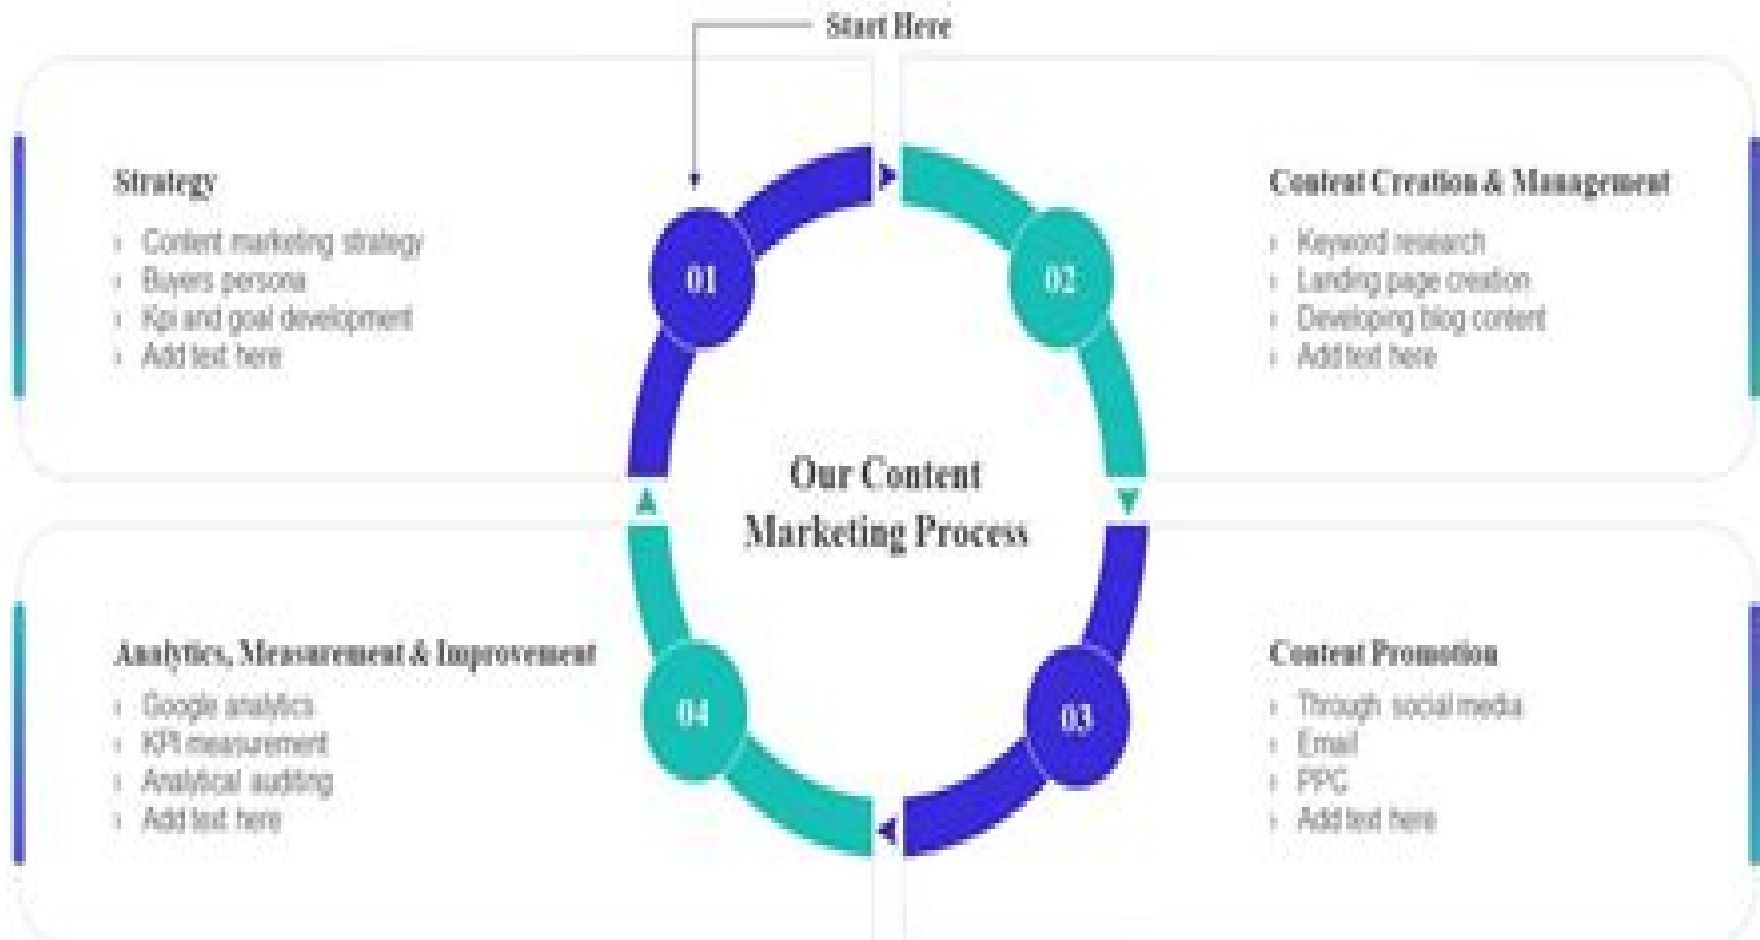 Start Here
Strategy
Content marketing strategy
Buyers persona
Kpi and goal development
Add text here
01
02
Content Creation & Management
Keyword research
Landing page creation
Developing blog content
Add text here
Our Content
Marketing Process
Analytics, Measurement & Improvement
Google analytics
KPI measurement
Analytical auditing
Add text here
04
03
Content Promotion
Through social media
Email
PPC
Add text here